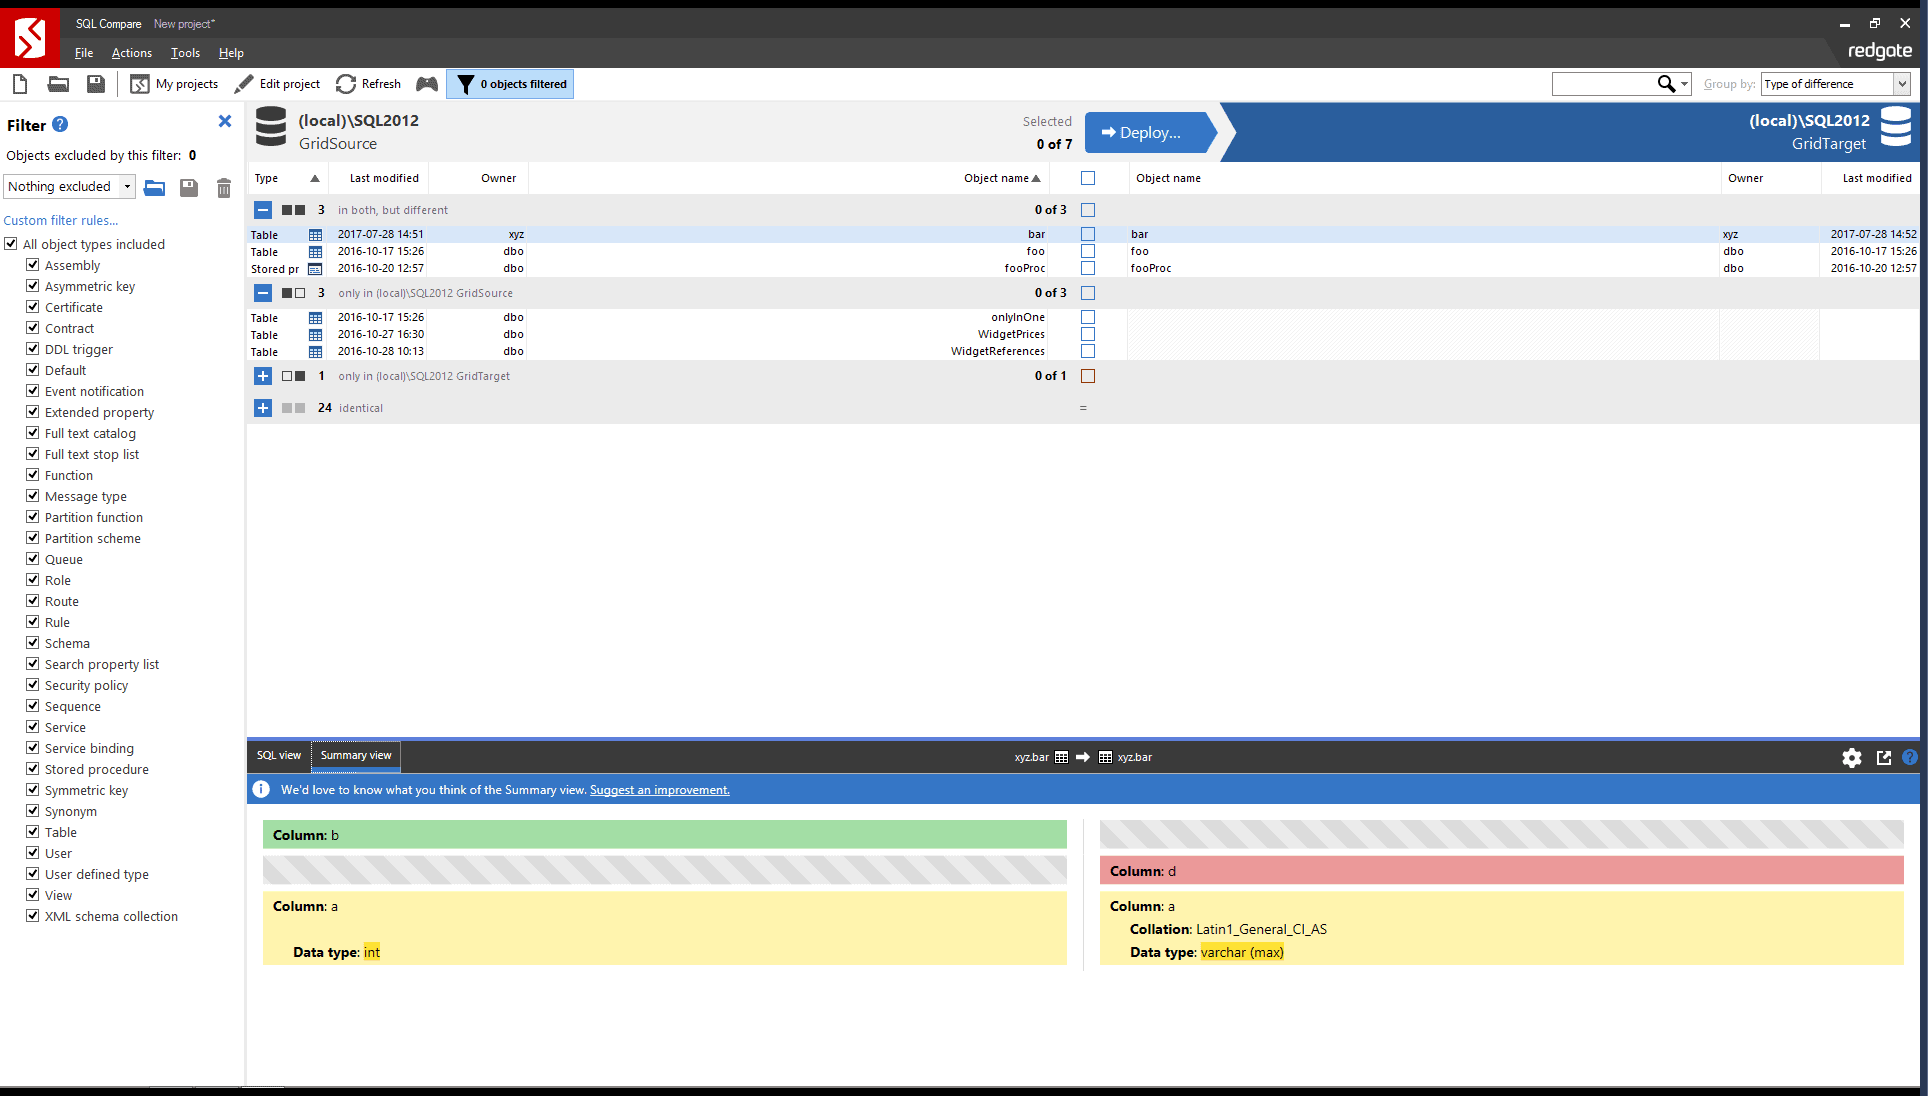 SQL Compare New project*
File Actions Tools Help
redgate
My projects Edit project Refresh 0 objects filtered Group by: Type of difference
Filter ?
Objects excluded by this filter: 0
Nothing excluded
Custom filter rules...
All object types included
Assembly
Asymmetric key
Certificate
Contract
DDL trigger
Default
Event notification
Extended property
Full text catalog
Full text stop list
Function
Message type
Partition function
Partition scheme
Queue
Role
Route
Rule
Schema
Search property list
Security policy
Sequence
Service
Service binding
Stored procedure
Symmetric key
Synonym
Table
User
User defined type
View
XML schema collection
(local)\SQL2012
GridSource
Selected
0 of 7
Deploy...
(local)\SQL2012
GridTarget
Type Last modified Owner Object name Object name Owner Last modified
3 in both, but different 0 of 3
Table 2017-07-28 14:51 xyz bar bar xyz 2017-07-28 14:52
Table 2016-10-17 15:26 dbo foo foo dbo 2016-10-17 15:26
Stored pr 2016-10-20 12:57 dbo fooProc fooProc dbo 2016-10-20 12:57
3 only in (local)\SQL2012 GridSource 0 of 3
Table 2016-10-17 15:26 dbo onlyInOne
Table 2016-10-27 16:30 dbo WidgetPrices
Table 2016-10-28 10:13 dbo WidgetReferences
1 only in (local)\SQL2012 GridTarget 0 of 1
24 identical =
SQL view Summary view xyz.bar xyz.bar ?
We'd love to know what you think of the Summary view. Suggest an improvement.
Column: b
Column: d
Column: a
Data type: int
Column: a
Collation: Latin1_General_CI_AS
Data type: varchar (max)